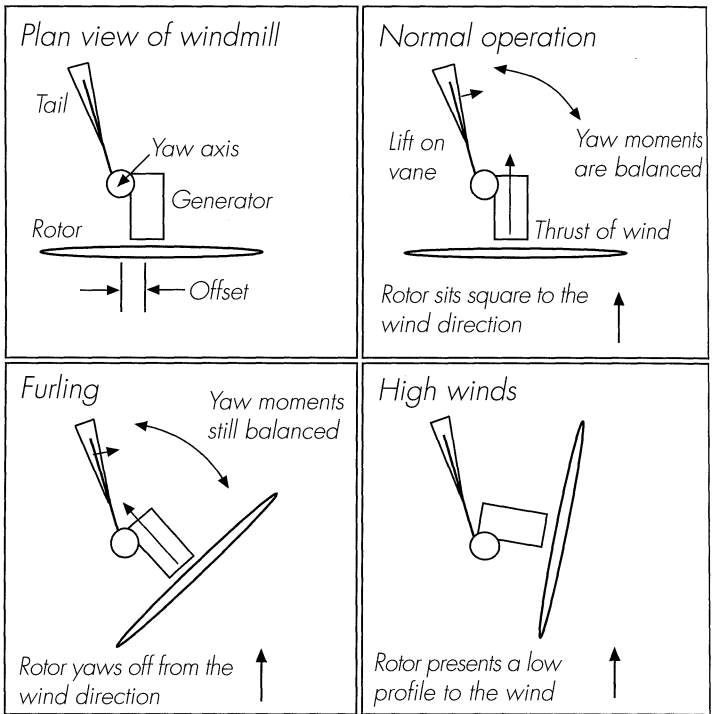 Plan view of windmill
Tail
Yaw axis
Generator
Rotor
Offset
Normal operation
Lift on
vane
Yaw moments
are balanced
Thrust of wind
Rotor sits square to the
wind direction
Furling
Yaw moments
still balanced
Rotor yaws off from the
wind direction
High winds
Rotor presents a low
profile to the wind